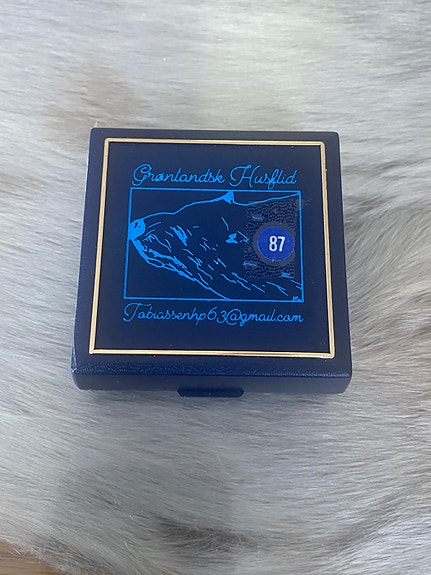 Grønlandsk Husflid
87
Tobiassenhp63@gmail.com